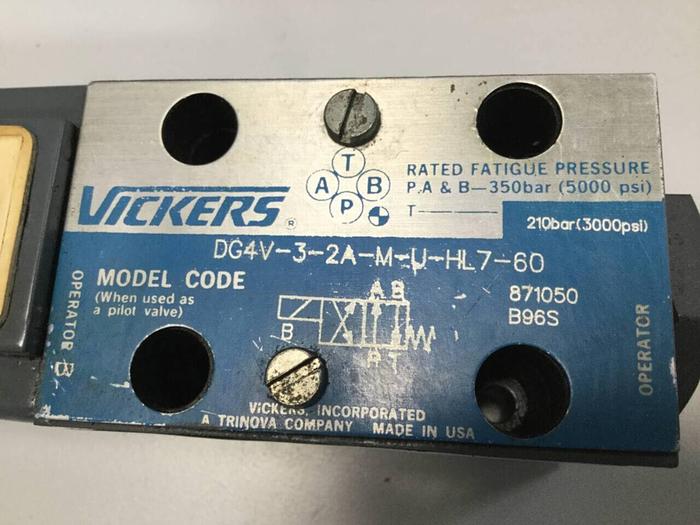 T
A B
P
VICKERS ®
RATED FATIGUE PRESSURE
P,A & B—350bar (5000 psi)
T
210bar(3000psi)
DG4V-3-2A-M-U-HL7-60
MODEL CODE
(When used as
a pilot valve)
871050
B96S
A B
B
P T
OPERATOR B
OPERATOR
VICKERS, INCORPORATED
A TRINOVA COMPANY MADE IN USA